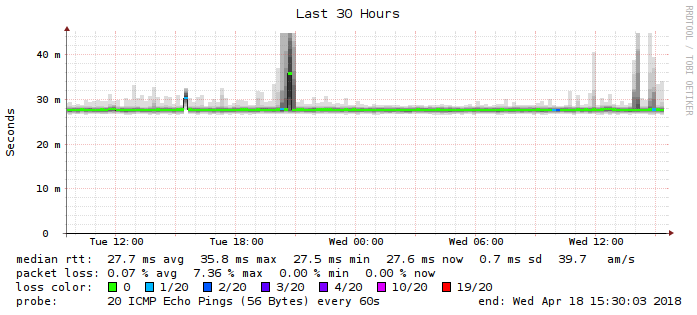 Last 30 Hours
RRDTOOL / TOBI OETIKER
Seconds
40 m
30 m
20 m
10 m
0
Tue 12:00 Tue 18:00 Wed 00:00 Wed 06:00 Wed 12:00
median rtt: 27.7 ms avg 35.8 ms max 27.5 ms min 27.6 ms now 0.7 ms sd 39.7 am/s
packet loss: 0.07 % avg 7.36 % max 0.00 % min 0.00 % now
loss color: 0 1/20 2/20 3/20 4/20 10/20 19/20
probe: 20 ICMP Echo Pings (56 Bytes) every 60s end: Wed Apr 18 15:30:03 2018